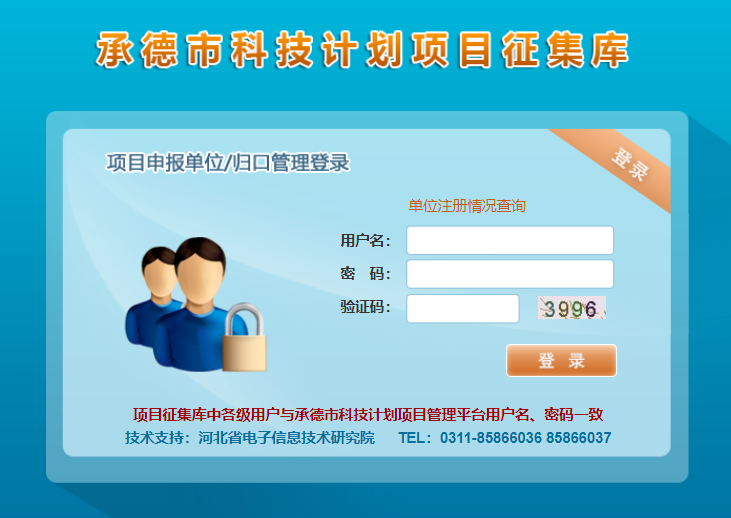 承德市科技计划项目征集库
项目申报单位/归口管理登录
登录
单位注册情况查询
用户名：
密 码：
验证码：
3996
登 录
项目征集库中各级用户与承德市科技计划项目管理平台用户名、密码一致
技术支持：河北省电子信息技术研究院 TEL：0311-85866036 85866037